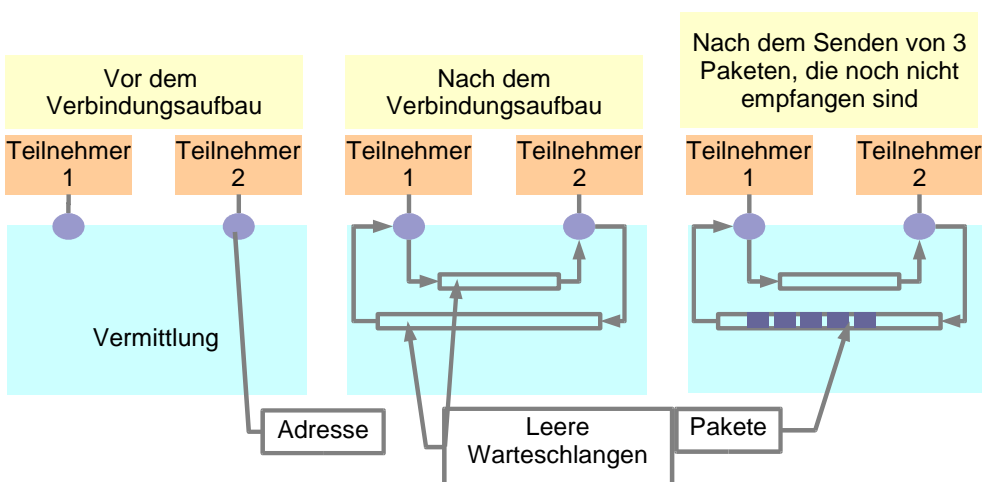 Vor dem
Verbindungsaufbau
Nach dem
Verbindungsaufbau
Nach dem Senden von 3
Paketen, die noch nicht
empfangen sind
Teilnehmer
1
Teilnehmer
2
Teilnehmer
1
Teilnehmer
2
Teilnehmer
1
Teilnehmer
2
Vermittlung
Adresse
Leere
Warteschlangen
Pakete